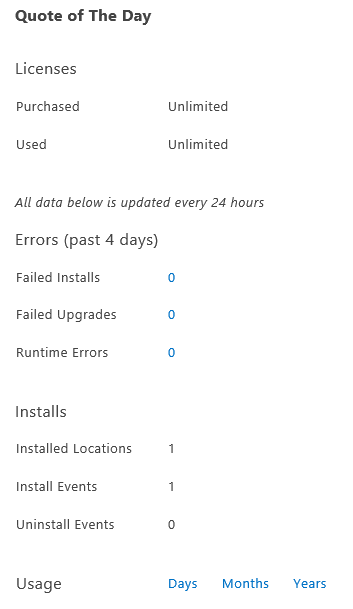 Quote of The Day
Licenses
Purchased Unlimited
Used Unlimited
All data below is updated every 24 hours
Errors (past 4 days)
Failed Installs 0
Failed Upgrades 0
Runtime Errors 0
Installs
Installed Locations 1
Install Events 1
Uninstall Events 0
Usage Days Months Years